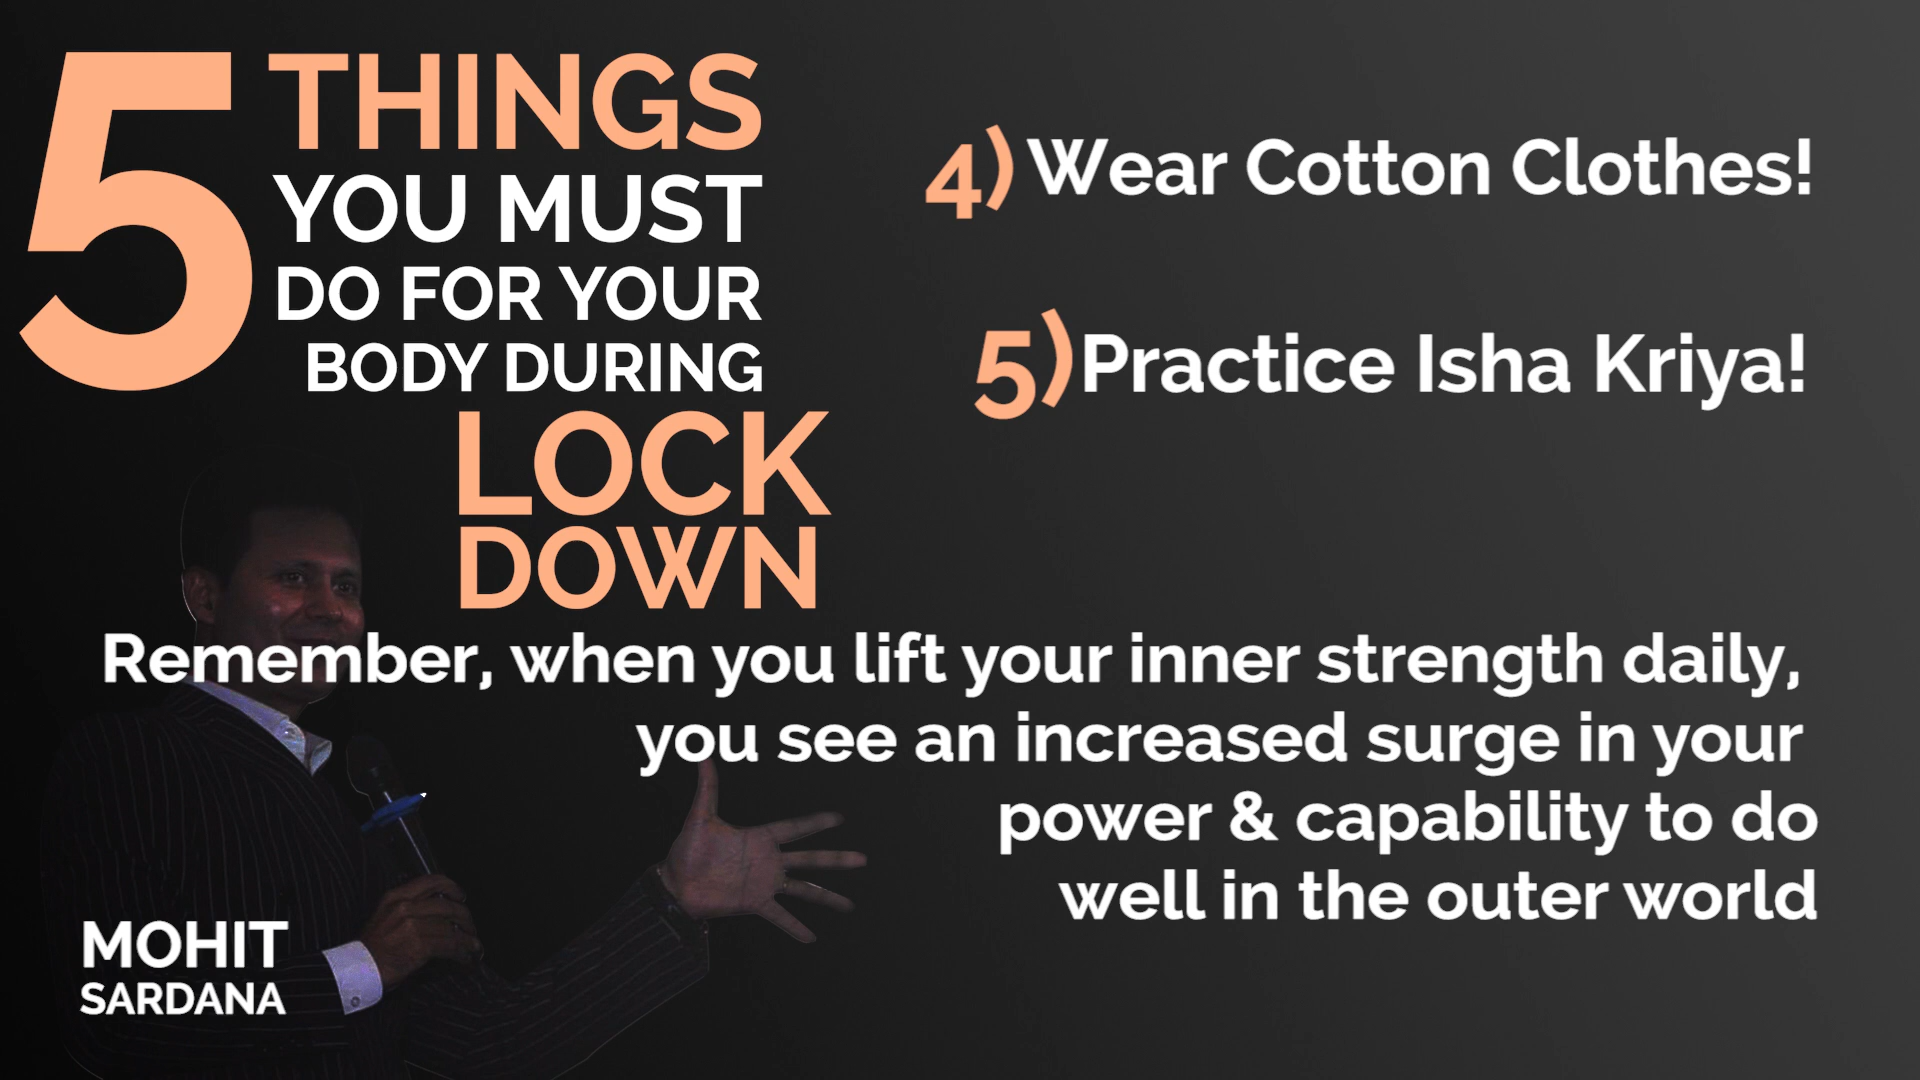 5 THINGS
YOU MUST
DO FOR YOUR
BODY DURING
LOCK
DOWN
4) Wear Cotton Clothes!
5) Practice Isha Kriya!
Remember, when you lift your inner strength daily,
you see an increased surge in your
power & capability to do
well in the outer world
MOHIT
SARDANA